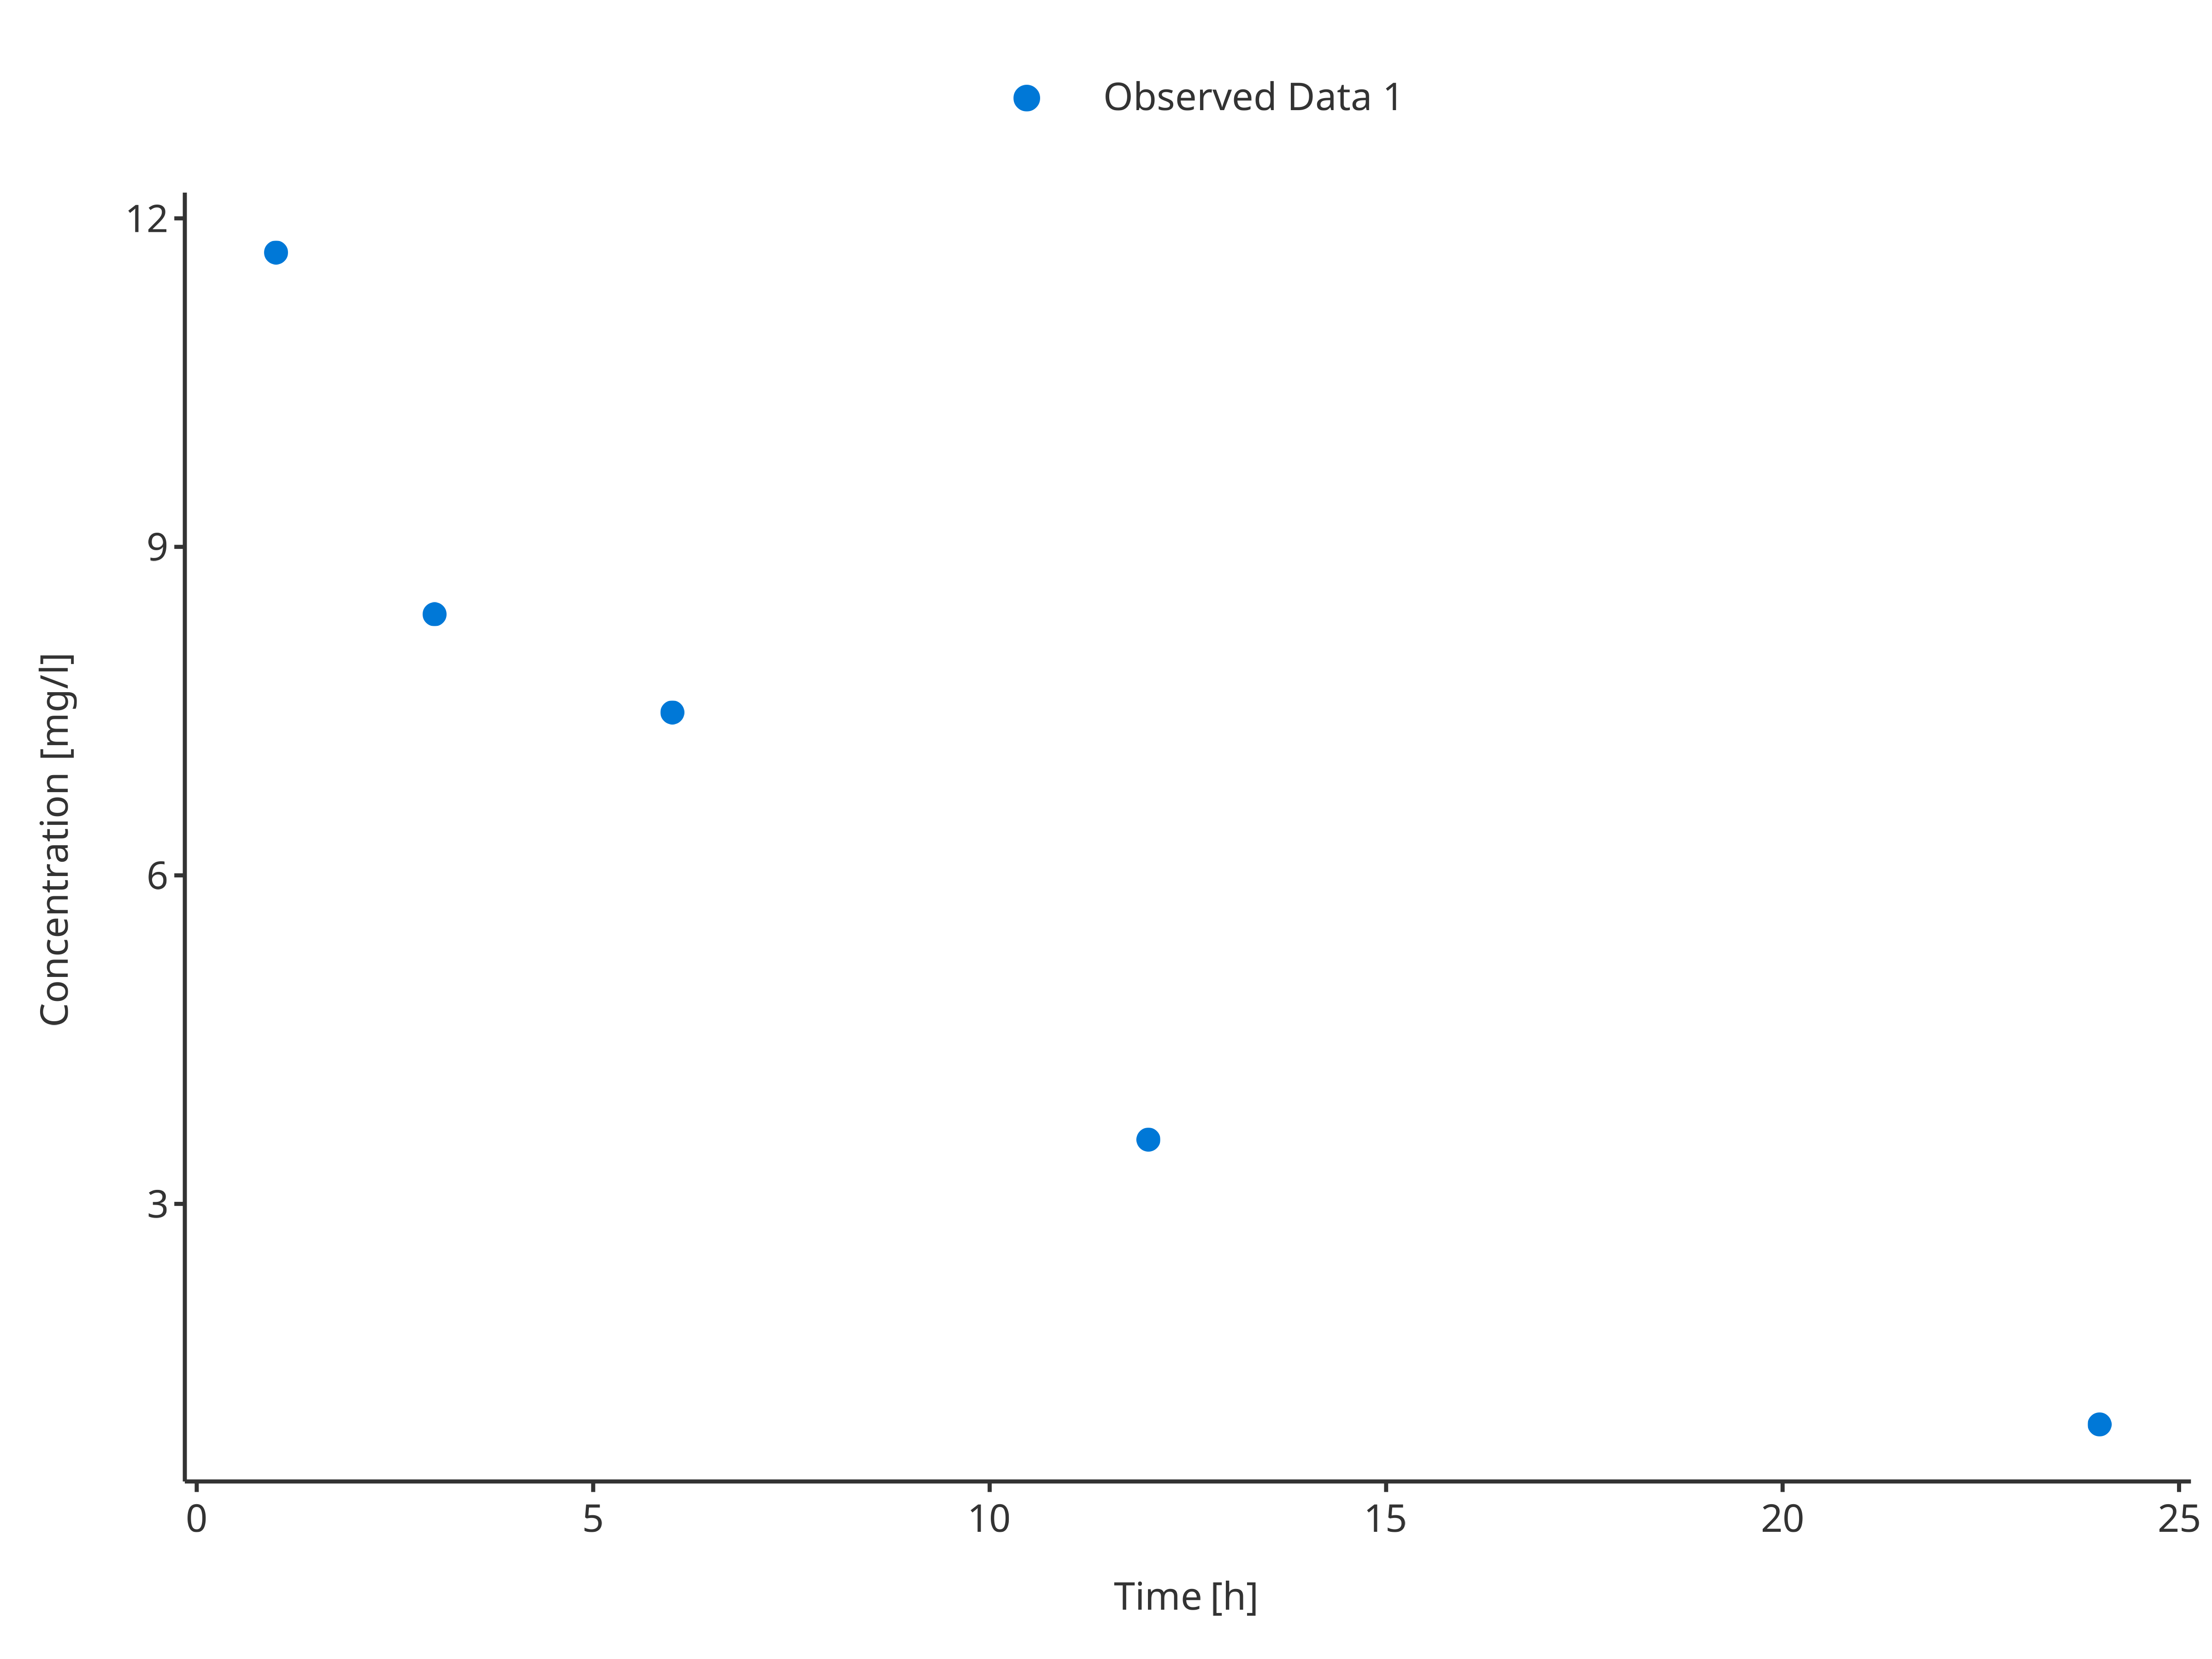 Observed Data 1
12
9
6
3
Concentration [mg/l]
0 5 10 15 20 25
Time [h]